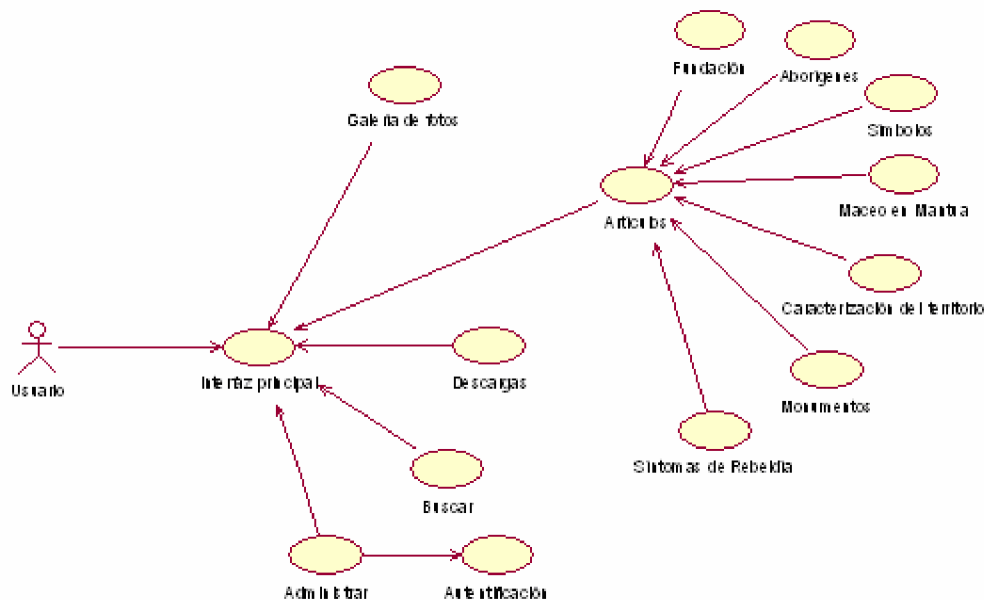 Fundación
Aborígenes
Galería de fotos
Símbolos
Maceo en Mantua
Artículos
Caracterización del territorio
Usuario
Interfaz principal
Descargas
Monumentos
Síntomas de Rebeldía
Buscar
Administrar
Autentificación